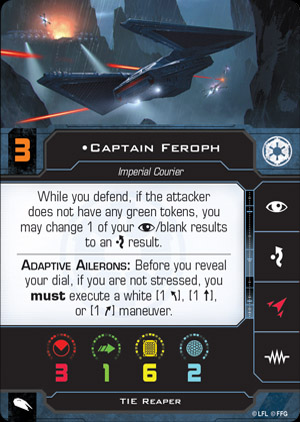 3
•Captain Feroph
Imperial Courier
While you defend, if the attacker
does not have any green tokens, you
may change 1 of your /blank results
to an result.
Adaptive Ailerons: Before you reveal
your dial, if you are not stressed, you
must execute a white [1 ], [1 ],
or [1 ] maneuver.
3 1 6 2
TIE Reaper
© LFL © FFG